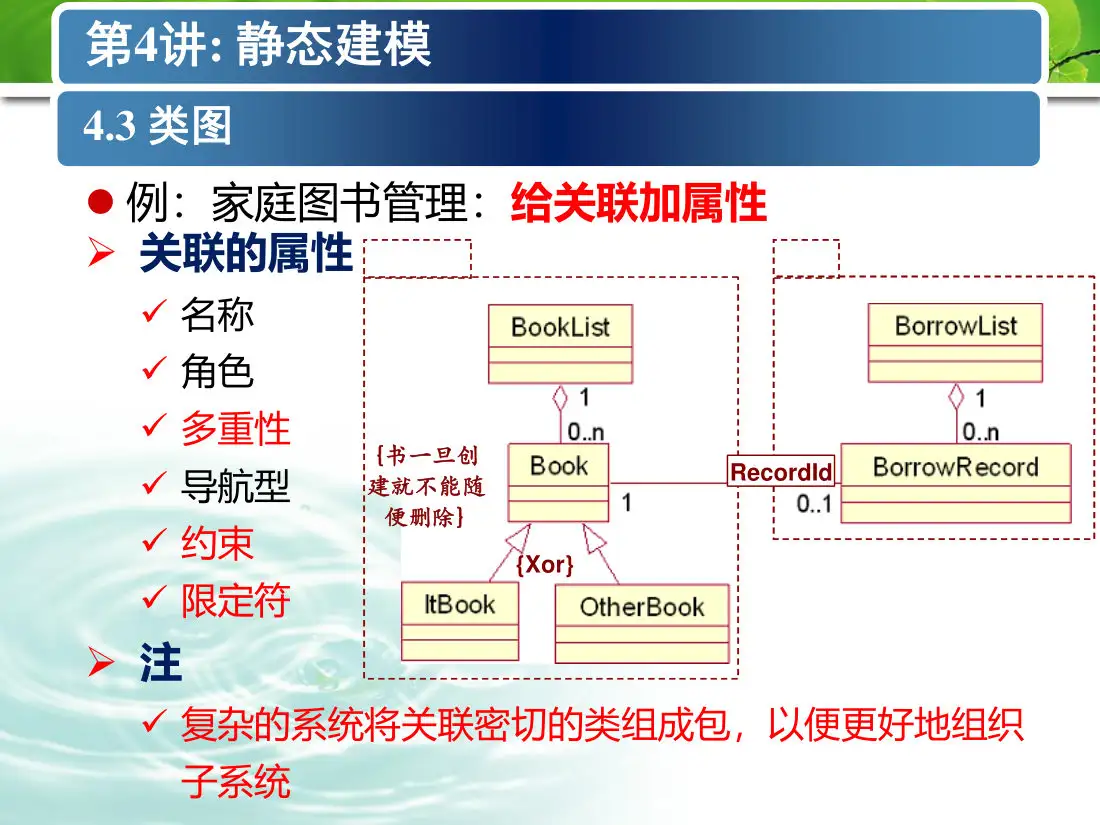 第4讲: 静态建模
4.3 类图
例：家庭图书管理：给关联加属性
关联的属性
名称
角色
多重性
导航型
约束
限定符
BookList
1
0..n
{书一旦创
建就不能随
便删除}
Book
1
{Xor}
ItBook
OtherBook
BorrowList
1
0..n
RecordId
BorrowRecord
0..1
注
复杂的系统将关联密切的类组成包，以便更好地组织
子系统